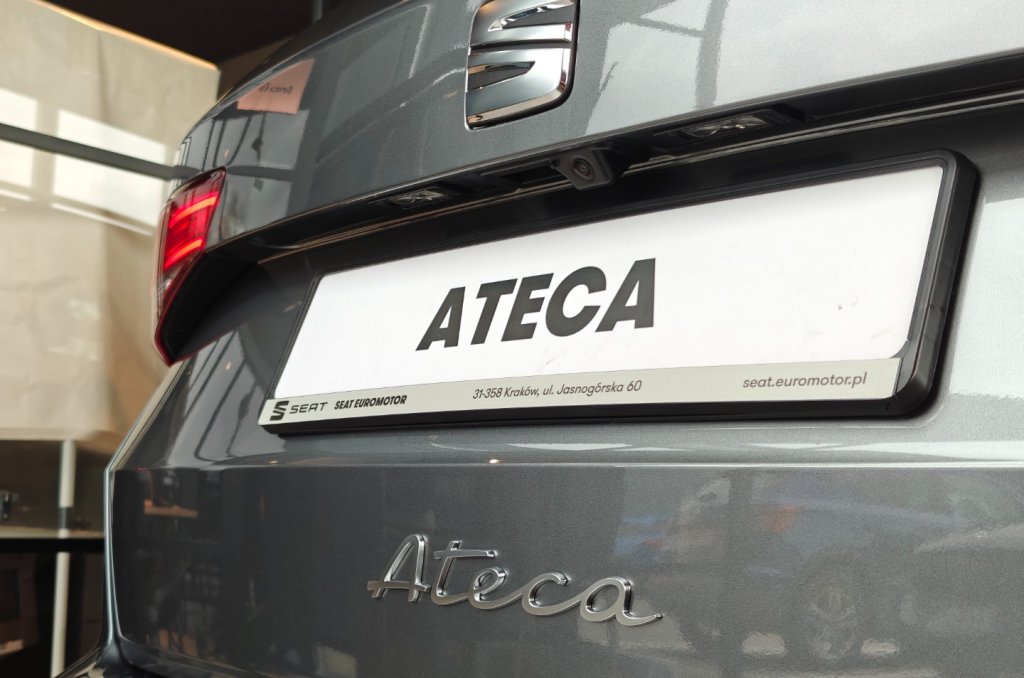 ATECA
SEAT SEAT EUROMOTOR 31-358 Kraków, ul. Jasnogórska 60 seat.euromotor.pl
Ateca